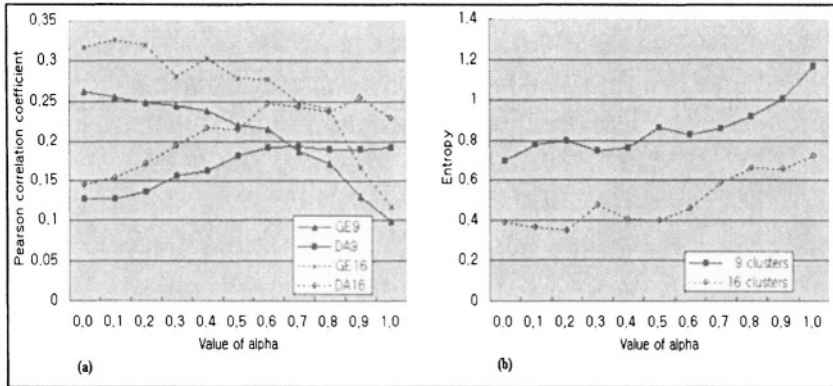 Pearson correlation coefficient
0,35
0,3
0,25
0,2
0,15
0,1
0,05
0
GE9
DA9
GE16
DA16
0,0 0,1 0,2 0,3 0,4 0,5 0,6 0,7 0,8 0,9 1,0
Value of alpha
(a)
Entropy
1.4
1.2
1
0.8
0.6
0.4
0.2
0
9 clusters
16 clusters
0,0 0,1 0,2 0,3 0,4 0,5 0,6 0,7 0,8 0,9 1,0
Value of alpha
(b)